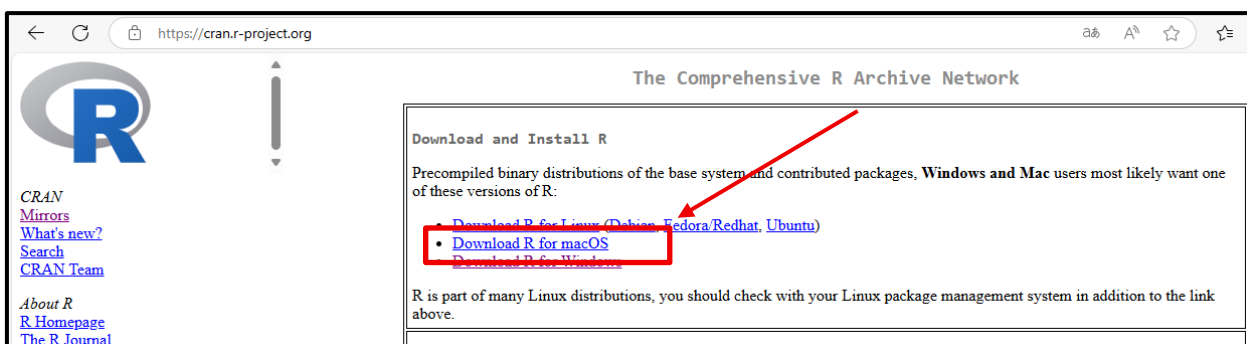 https://cran.r-project.org
R
CRAN
Mirrors
What's new?
Search
CRAN Team
About R
R Homepage
The R Journal
The Comprehensive R Archive Network
Download and Install R
Precompiled binary distributions of the base system and contributed packages, Windows and Mac users most likely want one
of these versions of R:
• Download R for Linux (Debian, Fedora/Redhat, Ubuntu)
• Download R for macOS
• Download R for Windows
R is part of many Linux distributions, you should check with your Linux package management system in addition to the link
above.